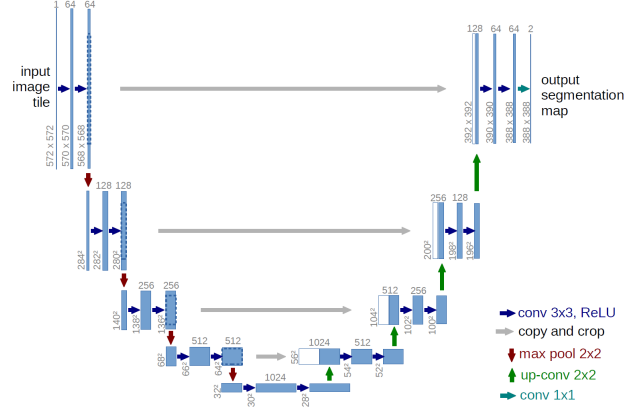 1 64 64
128 64 64 2
input
image
tile
output
segmentation
map
572 x 572
570 x 570
568 x 568
392 x 392
390 x 390
388 x 388
388 x 388
128 128
256 128
284²
282²
280²
200²
198²
196²
256 256
512 256
140²
138²
136²
104²
102²
100²
512 512
1024 512
68²
66²
64²
56²
54²
52²
1024
32²
30²
28²
conv 3x3, ReLU
copy and crop
max pool 2x2
up-conv 2x2
conv 1x1